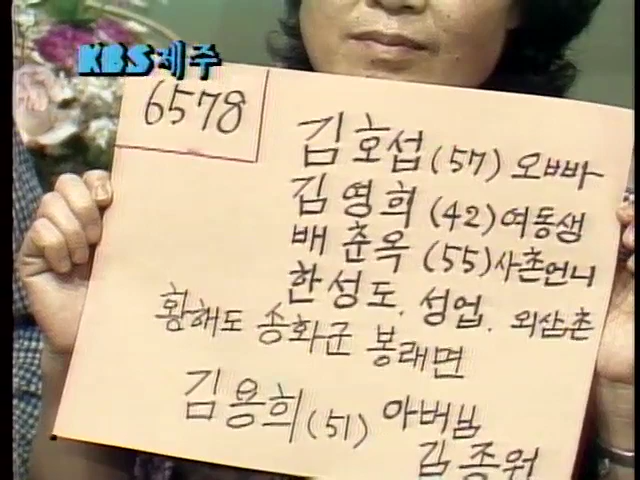 KBS제주
6578
김호섭 (57) 오빠
김영희 (42) 여동생
배춘옥 (55) 사촌언니
한성도. 성업. 외삼촌
황해도 송화군 봉래면
김용희 (51) 아버님
김종원